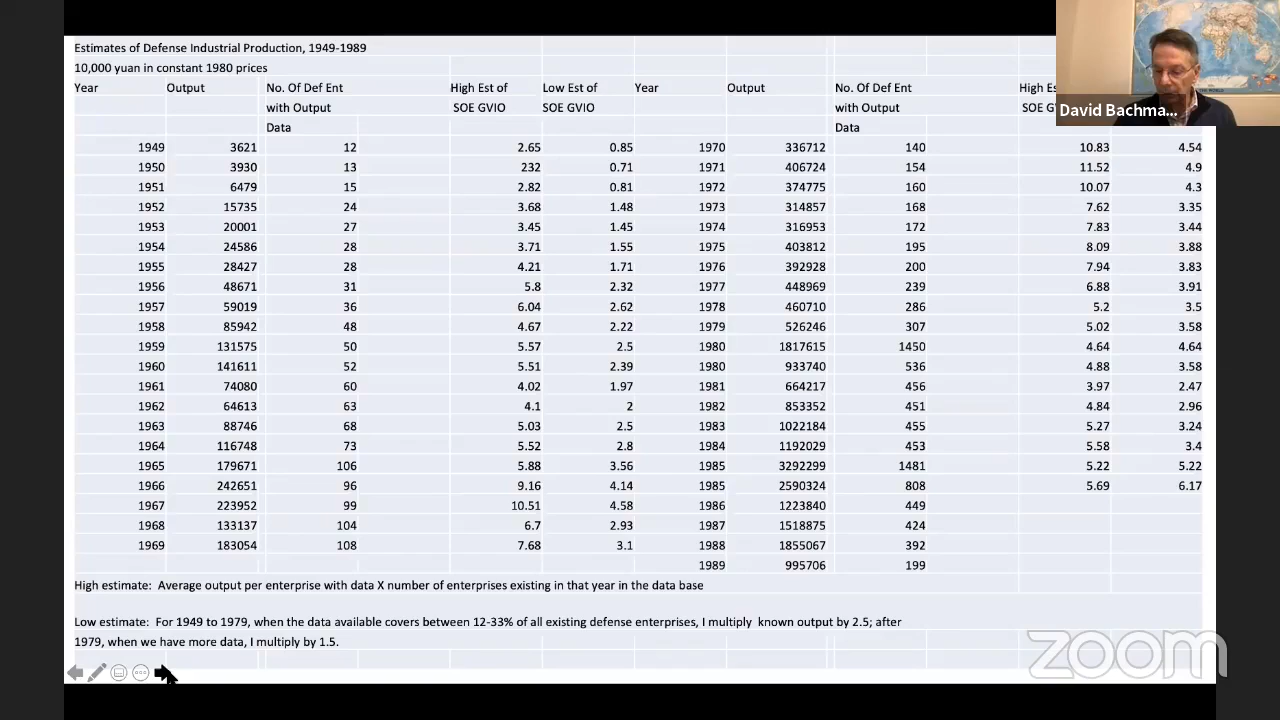 Estimates of Defense Industrial Production, 1949-1989
10,000 yuan in constant 1980 prices
Year Output No. Of Def Ent High Est of Low Est of Year Output No. Of Def Ent High Es
with Output SOE GVIO SOE GVIO with Output SOE G
Data Data
David Bachma...
1949 3621 12 2.65 0.85 1970 336712 140 10.83 4.54
1950 3930 13 232 0.71 1971 406724 154 11.52 4.9
1951 6479 15 2.82 0.81 1972 374775 160 10.07 4.3
1952 15735 24 3.68 1.48 1973 314857 168 7.62 3.35
1953 20001 27 3.45 1.45 1974 316953 172 7.83 3.44
1954 24586 28 3.71 1.55 1975 403812 195 8.09 3.88
1955 28427 28 4.21 1.71 1976 392928 200 7.94 3.83
1956 48671 31 5.8 2.32 1977 448969 239 6.88 3.91
1957 59019 36 6.04 2.62 1978 460710 286 5.2 3.5
1958 85942 48 4.67 2.22 1979 526246 307 5.02 3.58
1959 131575 50 5.57 2.5 1980 1817615 1450 4.64 4.64
1960 141611 52 5.51 2.39 1980 933740 536 4.88 3.58
1961 74080 60 4.02 1.97 1981 664217 456 3.97 2.47
1962 64613 63 4.1 2 1982 853352 451 4.84 2.96
1963 88746 68 5.03 2.5 1983 1022184 455 5.27 3.24
1964 116748 73 5.52 2.8 1984 1192029 453 5.58 3.4
1965 179671 106 5.88 3.56 1985 3292299 1481 5.22 5.22
1966 242651 96 9.16 4.14 1985 2590324 808 5.69 6.17
1967 223952 99 10.51 4.58 1986 1223840 449
1968 133137 104 6.7 2.93 1987 1518875 424
1969 183054 108 7.68 3.1 1988 1855067 392
1989 995706 199
High estimate: Average output per enterprise with data X number of enterprises existing in that year in the data base
Low estimate: For 1949 to 1979, when the data available covers between 12-33% of all existing defense enterprises, I multiply known output by 2.5; after
1979, when we have more data, I multiply by 1.5.
zoom